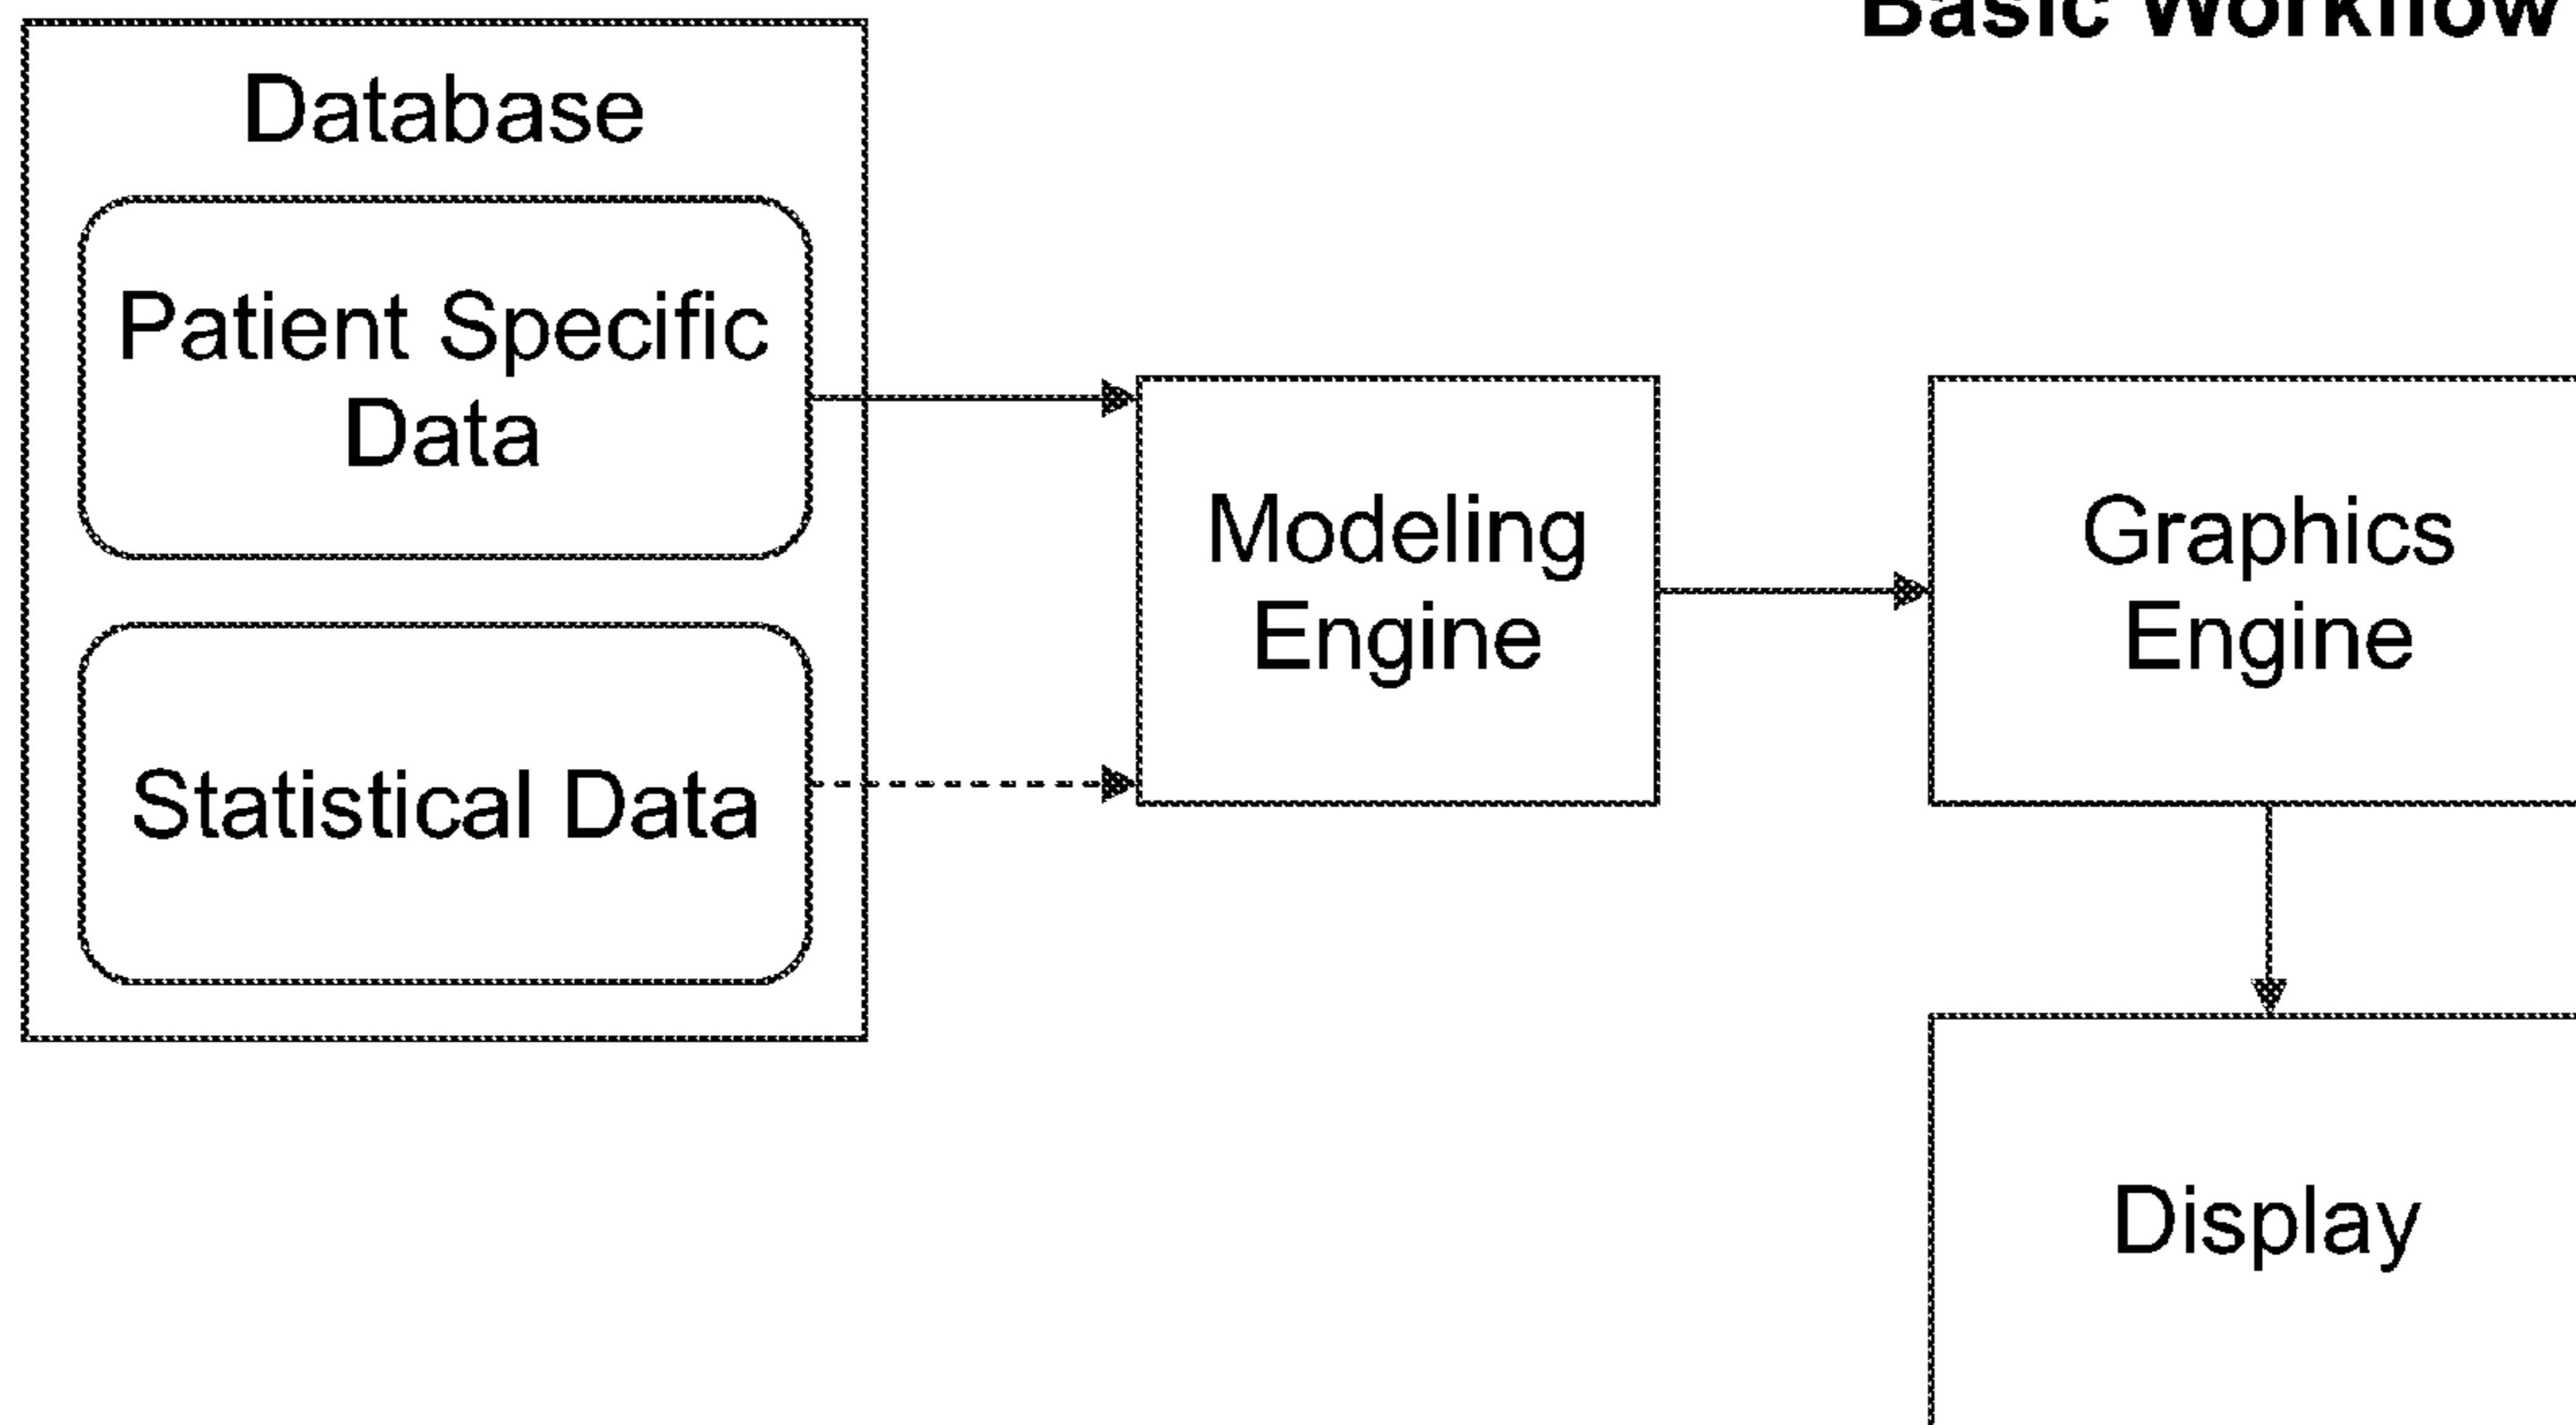 Basic Workflow
Database
Patient Specific
Data
Statistical Data
Modeling
Engine
Graphics
Engine
Display